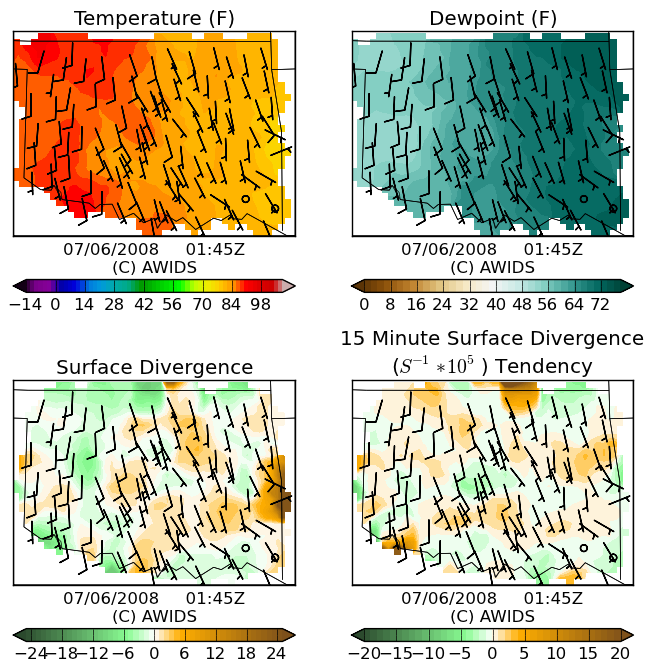 Temperature (F)
Dewpoint (F)
07/06/2008 01:45Z
(C) AWIDS
07/06/2008 01:45Z
(C) AWIDS
−14 0 14 28 42 56 70 84 98
0 8 16 24 32 40 48 56 64 72
Surface Divergence
15 Minute Surface Divergence
(S⁻¹ *10⁵ ) Tendency
07/06/2008 01:45Z
(C) AWIDS
07/06/2008 01:45Z
(C) AWIDS
−24 −18 −12 −6 0 6 12 18 24
−20 −15 −10 −5 0 5 10 15 20